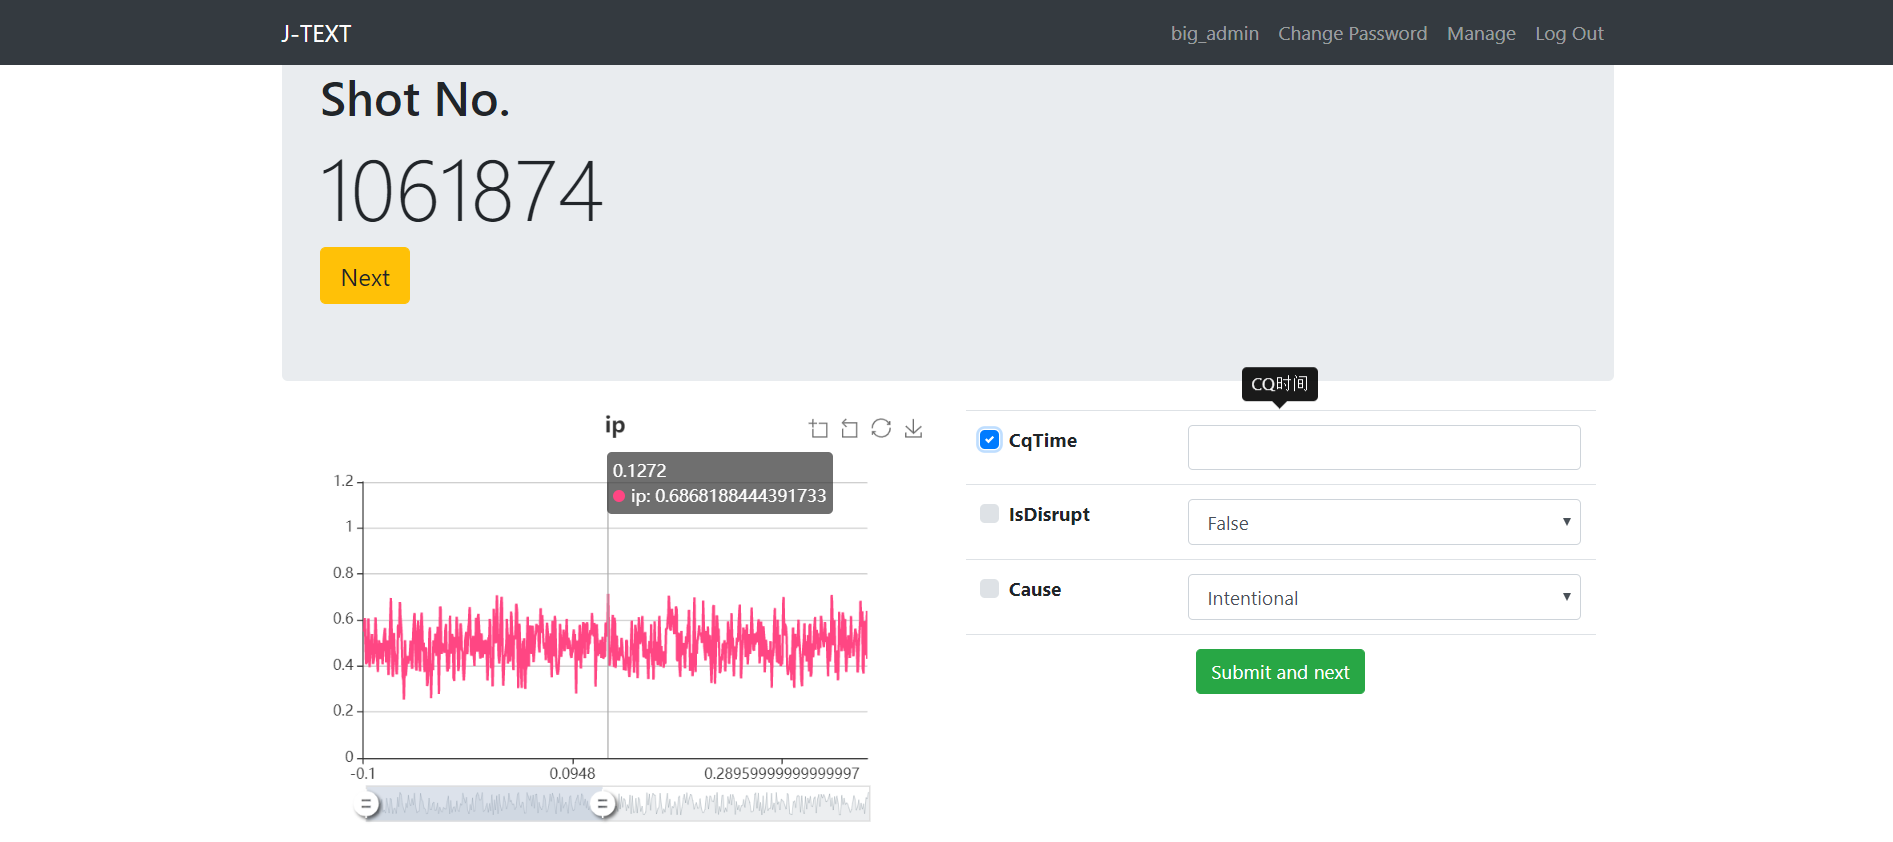 J-TEXT
big_admin Change Password Manage Log Out
Shot No.
1061874
Next
CQ时间
ip
0.1272
ip: 0.6868188444391733
1.2
1
0.8
0.6
0.4
0.2
0
-0.1 0.0948 0.28959999999999997
CqTime
IsDisrupt False
Cause Intentional
Submit and next